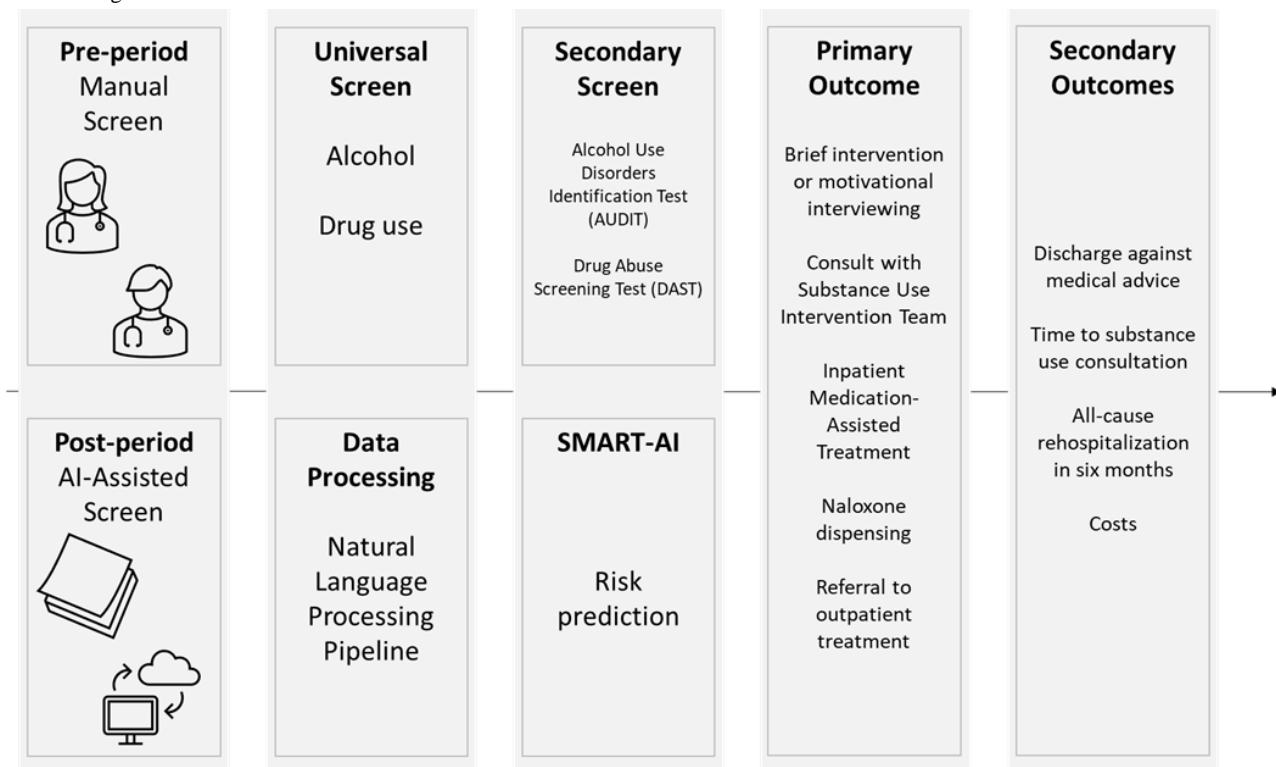 Pre-period
Manual
Screen
Universal
Screen
Alcohol
Drug use
Secondary
Screen
Alcohol Use
Disorders
Identification Test
(AUDIT)
Drug Abuse
Screening Test (DAST)
Primary
Outcome
Brief intervention
or motivational
interviewing
Consult with
Substance Use
Intervention Team
Inpatient
Medication-
Assisted
Treatment
Naloxone
dispensing
Referral to
outpatient
treatment
Secondary
Outcomes
Discharge against
medical advice
Time to substance
use consultation
All-cause
rehospitalization
in six months
Costs
Post-period
AI-Assisted
Screen
Data
Processing
Natural
Language
Processing
Pipeline
SMART-AI
Risk
prediction